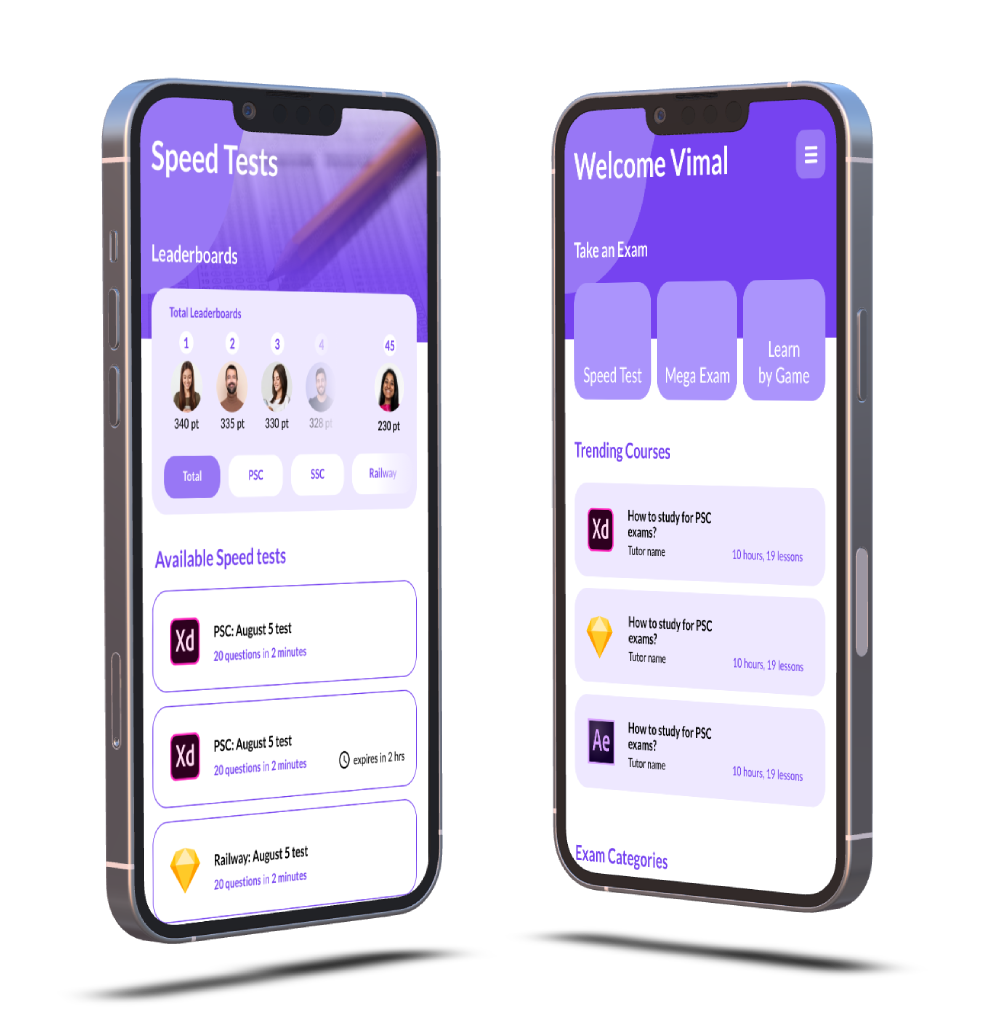 Speed Tests
Leaderboards
Total Leaderboards
1 2 3 4 45
340 pt 335 pt 330 pt 328 pt 230 pt
Total PSC SSC Railway
Available Speed tests
Xd
PSC: August 5 test
20 questions in 2 minutes
Xd
PSC: August 5 test
20 questions in 2 minutes
expires in 2 hrs
Railway: August 5 test
20 questions in 2 minutes
Welcome Vimal
Take an Exam
Speed Test
Mega Exam
Learn
by Game
Trending Courses
Xd
How to study for PSC
exams?
Tutor name
10 hours, 19 lessons
How to study for PSC
exams?
Tutor name
10 hours, 19 lessons
Ae
How to study for PSC
exams?
Tutor name
10 hours, 19 lessons
Exam Categories